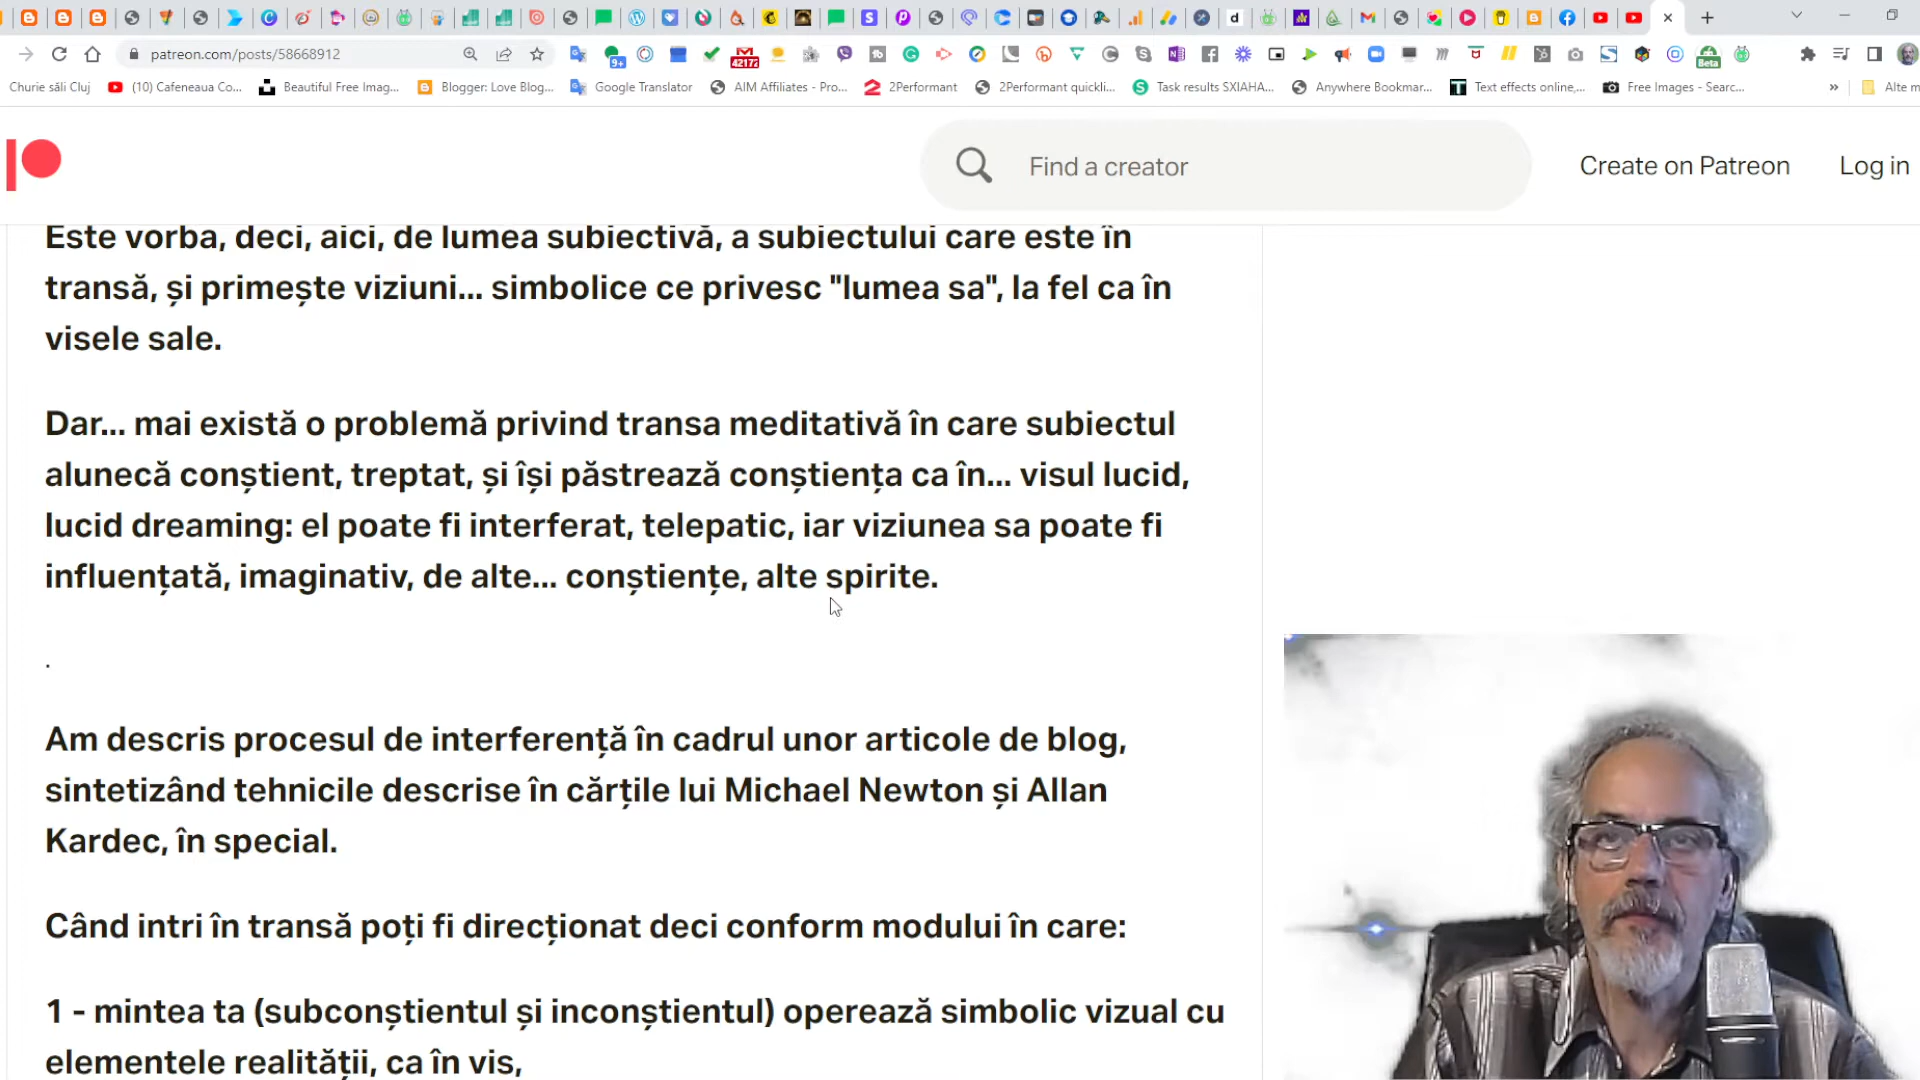 patreon.com/posts/58668912
9+
42172
Beta
Churie săli Cluj
(10) Cafeneaua Co...
Beautiful Free Imag...
Blogger: Love Blog...
Google Translator
AIM Affiliates - Pro...
2Performant
2Performant quickli...
Task results SXIAHA...
Anywhere Bookmar...
Text effects online,...
Free Images - Searc...
»
Alte m
Find a creator
Create on Patreon
Log in
Este vorba, deci, aici, de lumea subiectivă, a subiectului care este în
transă, și primește viziuni... simbolice ce privesc "lumea sa", la fel ca în
visele sale.
Dar... mai există o problemă privind transa meditativă în care subiectul
alunecă conștient, treptat, și își păstrează conștiența ca în... visul lucid,
lucid dreaming: el poate fi interferat, telepatic, iar viziunea sa poate fi
influențată, imaginativ, de alte... conștiențe, alte spirite.
.
Am descris procesul de interferență în cadrul unor articole de blog,
sintetizând tehnicile descrise în cărțile lui Michael Newton și Allan
Kardec, în special.
Când intri în transă poți fi direcționat deci conform modului în care:
1 - mintea ta (subconștientul și inconștientul) operează simbolic vizual cu
elementele realității, ca în vis,